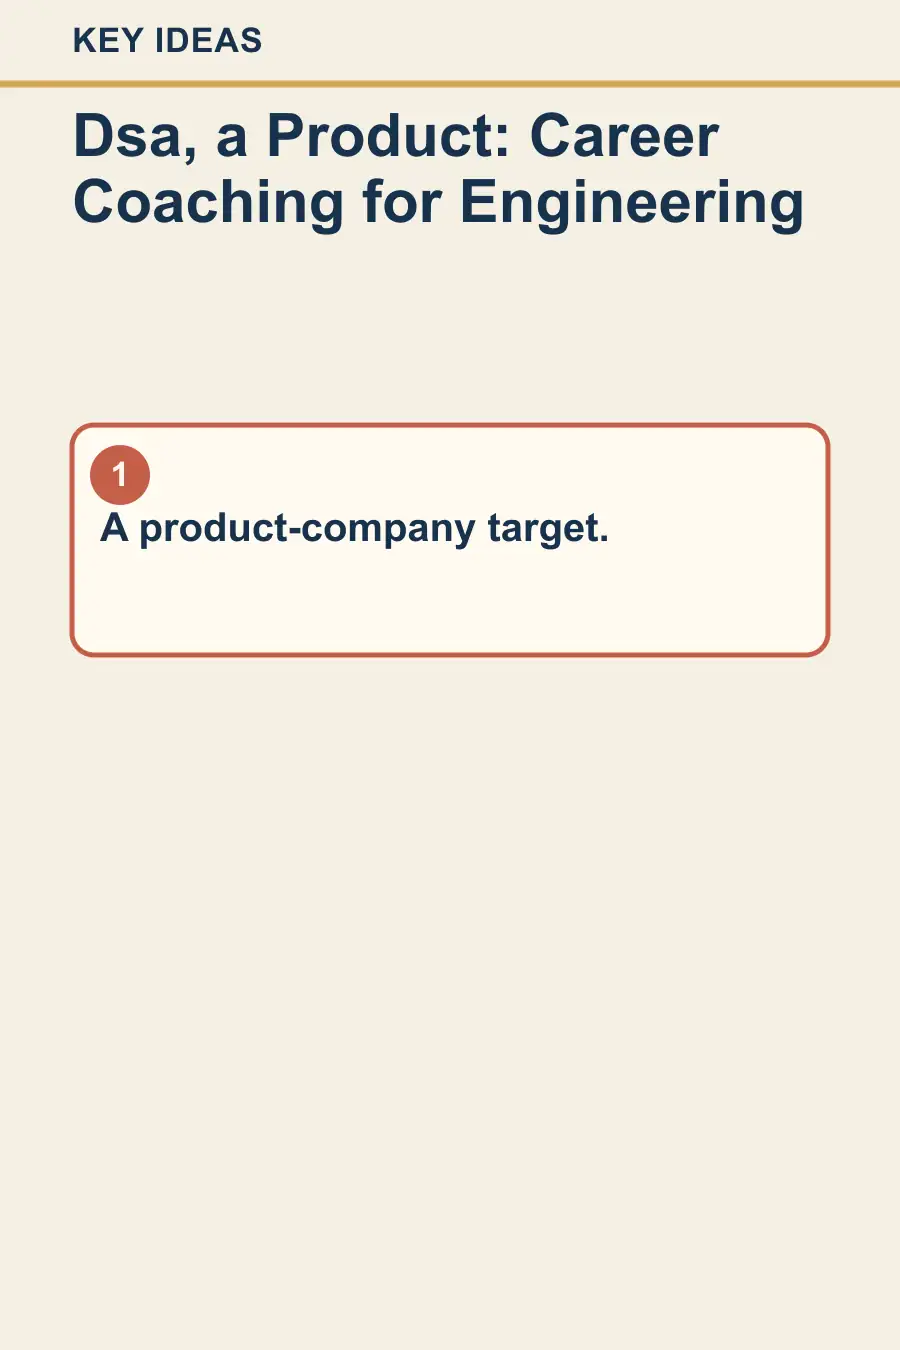 KEY IDEAS
Dsa, a Product: Career
Coaching for Engineering
1
A product-company target.